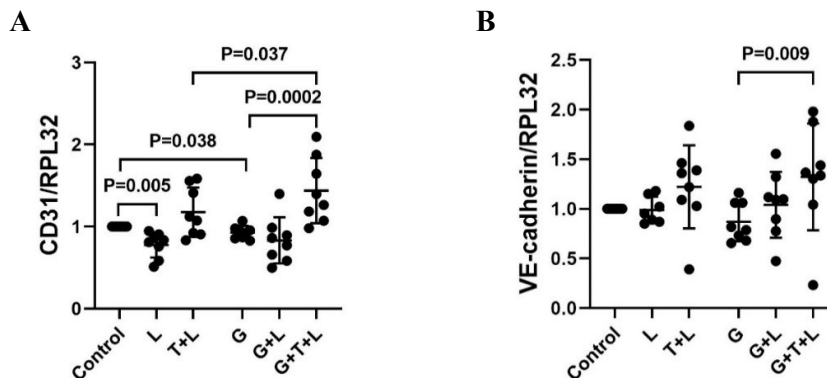 A
CD31/RPL32
3
2
1
0
P=0.037
P=0.0002
P=0.038
P=0.005
Control
L
T+L
G
G+L
G+T+L
B
VE-cadherin/RPL32
2.5
2.0
1.5
1.0
0.5
0.0
P=0.009
Control
L
T+L
G
G+L
G+T+L